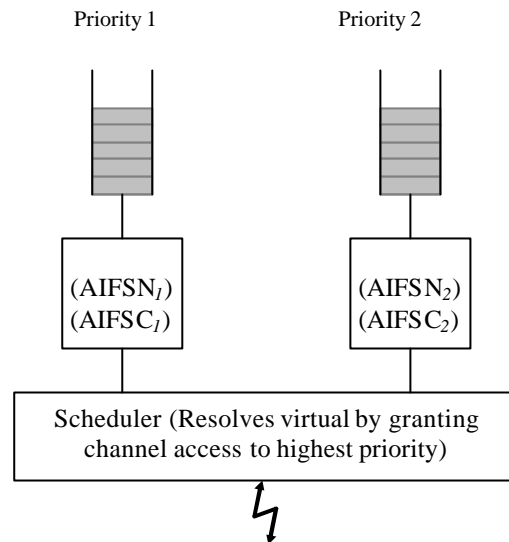 Priority 1
Priority 2
(AIFSN1)
(AIFSC1)
(AIFSN2)
(AIFSC2)
Scheduler (Resolves virtual by granting
channel access to highest priority)